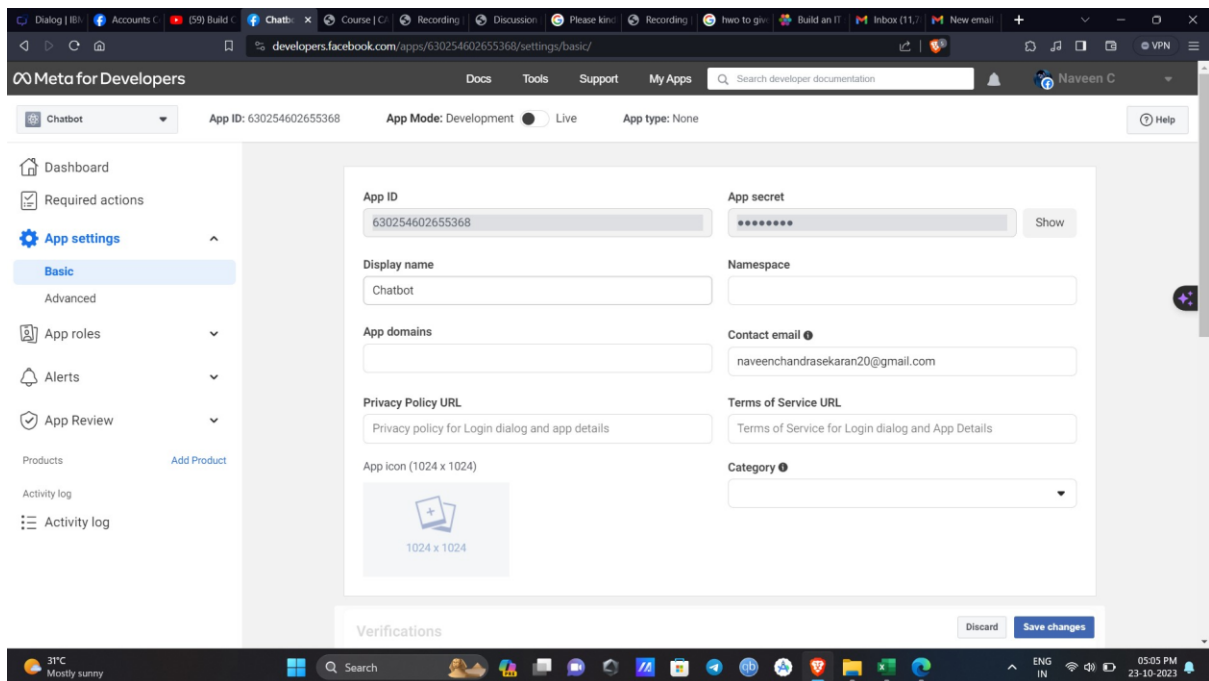 Dialog | IBM
Accounts C
(59) Build C
Chatbo
Course | CA
Recording |
Discussion
Please kind
Recording |
hwo to give
Build an IT
Inbox (11,7
New email
developers.facebook.com/apps/630254602655368/settings/basic/
VPN
Meta for Developers
Docs
Tools
Support
My Apps
Search developer documentation
Naveen C
Chatbot
App ID: 630254602655368
App Mode: Development
Live
App type: None
Help
Dashboard
Required actions
App settings
Basic
Advanced
App roles
Alerts
App Review
Products
Add Product
Activity log
Activity log
App ID
App secret
630254602655368
••••••••
Show
Display name
Namespace
Chatbot
App domains
Contact email
naveenchandrasekaran20@gmail.com
Privacy Policy URL
Terms of Service URL
Privacy policy for Login dialog and app details
Terms of Service for Login dialog and App Details
App icon (1024 x 1024)
Category
1024 x 1024
Verifications
Discard
Save changes
31°C
Mostly sunny
Search
ENG
IN
05:05 PM
23-10-2023